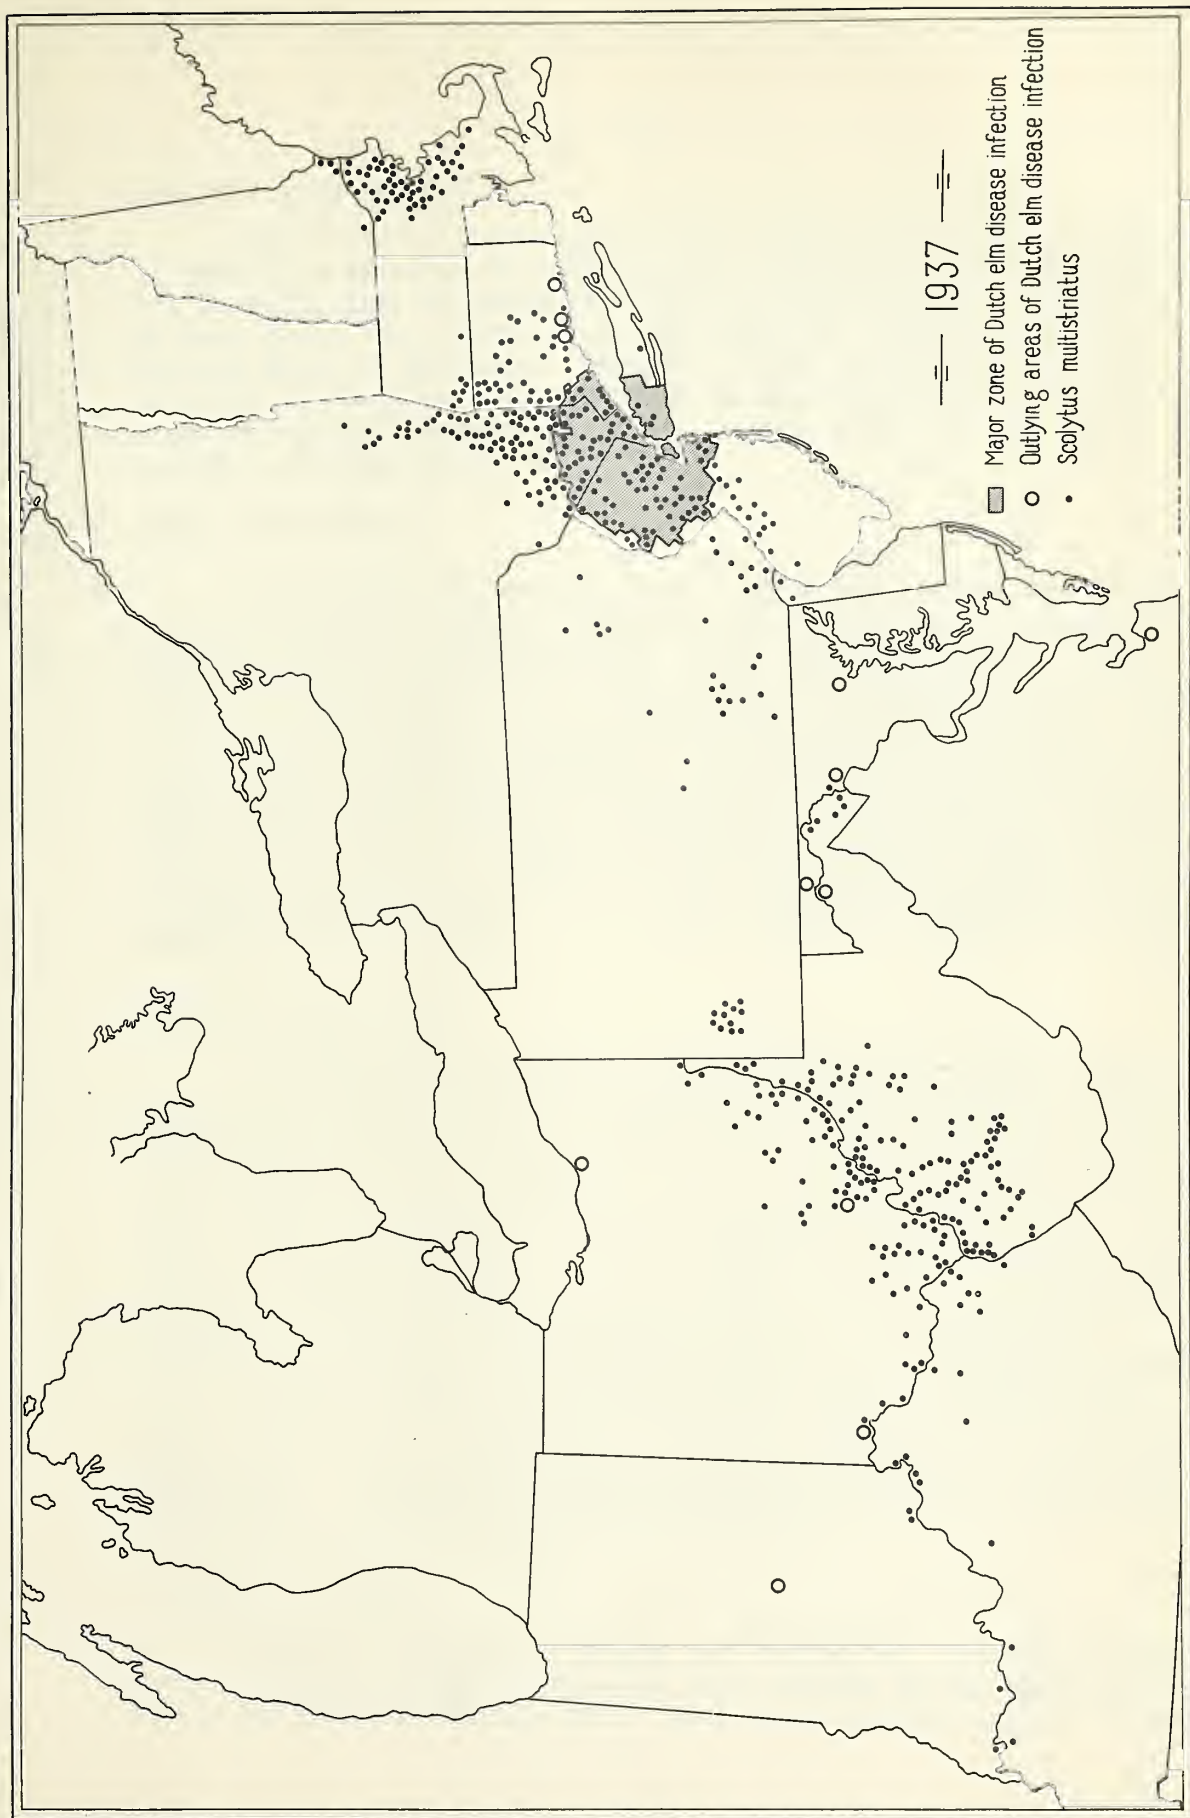 1937
Major zone of Dutch elm disease infection
Outlying areas of Dutch elm disease infection
Scolytus multistriatus